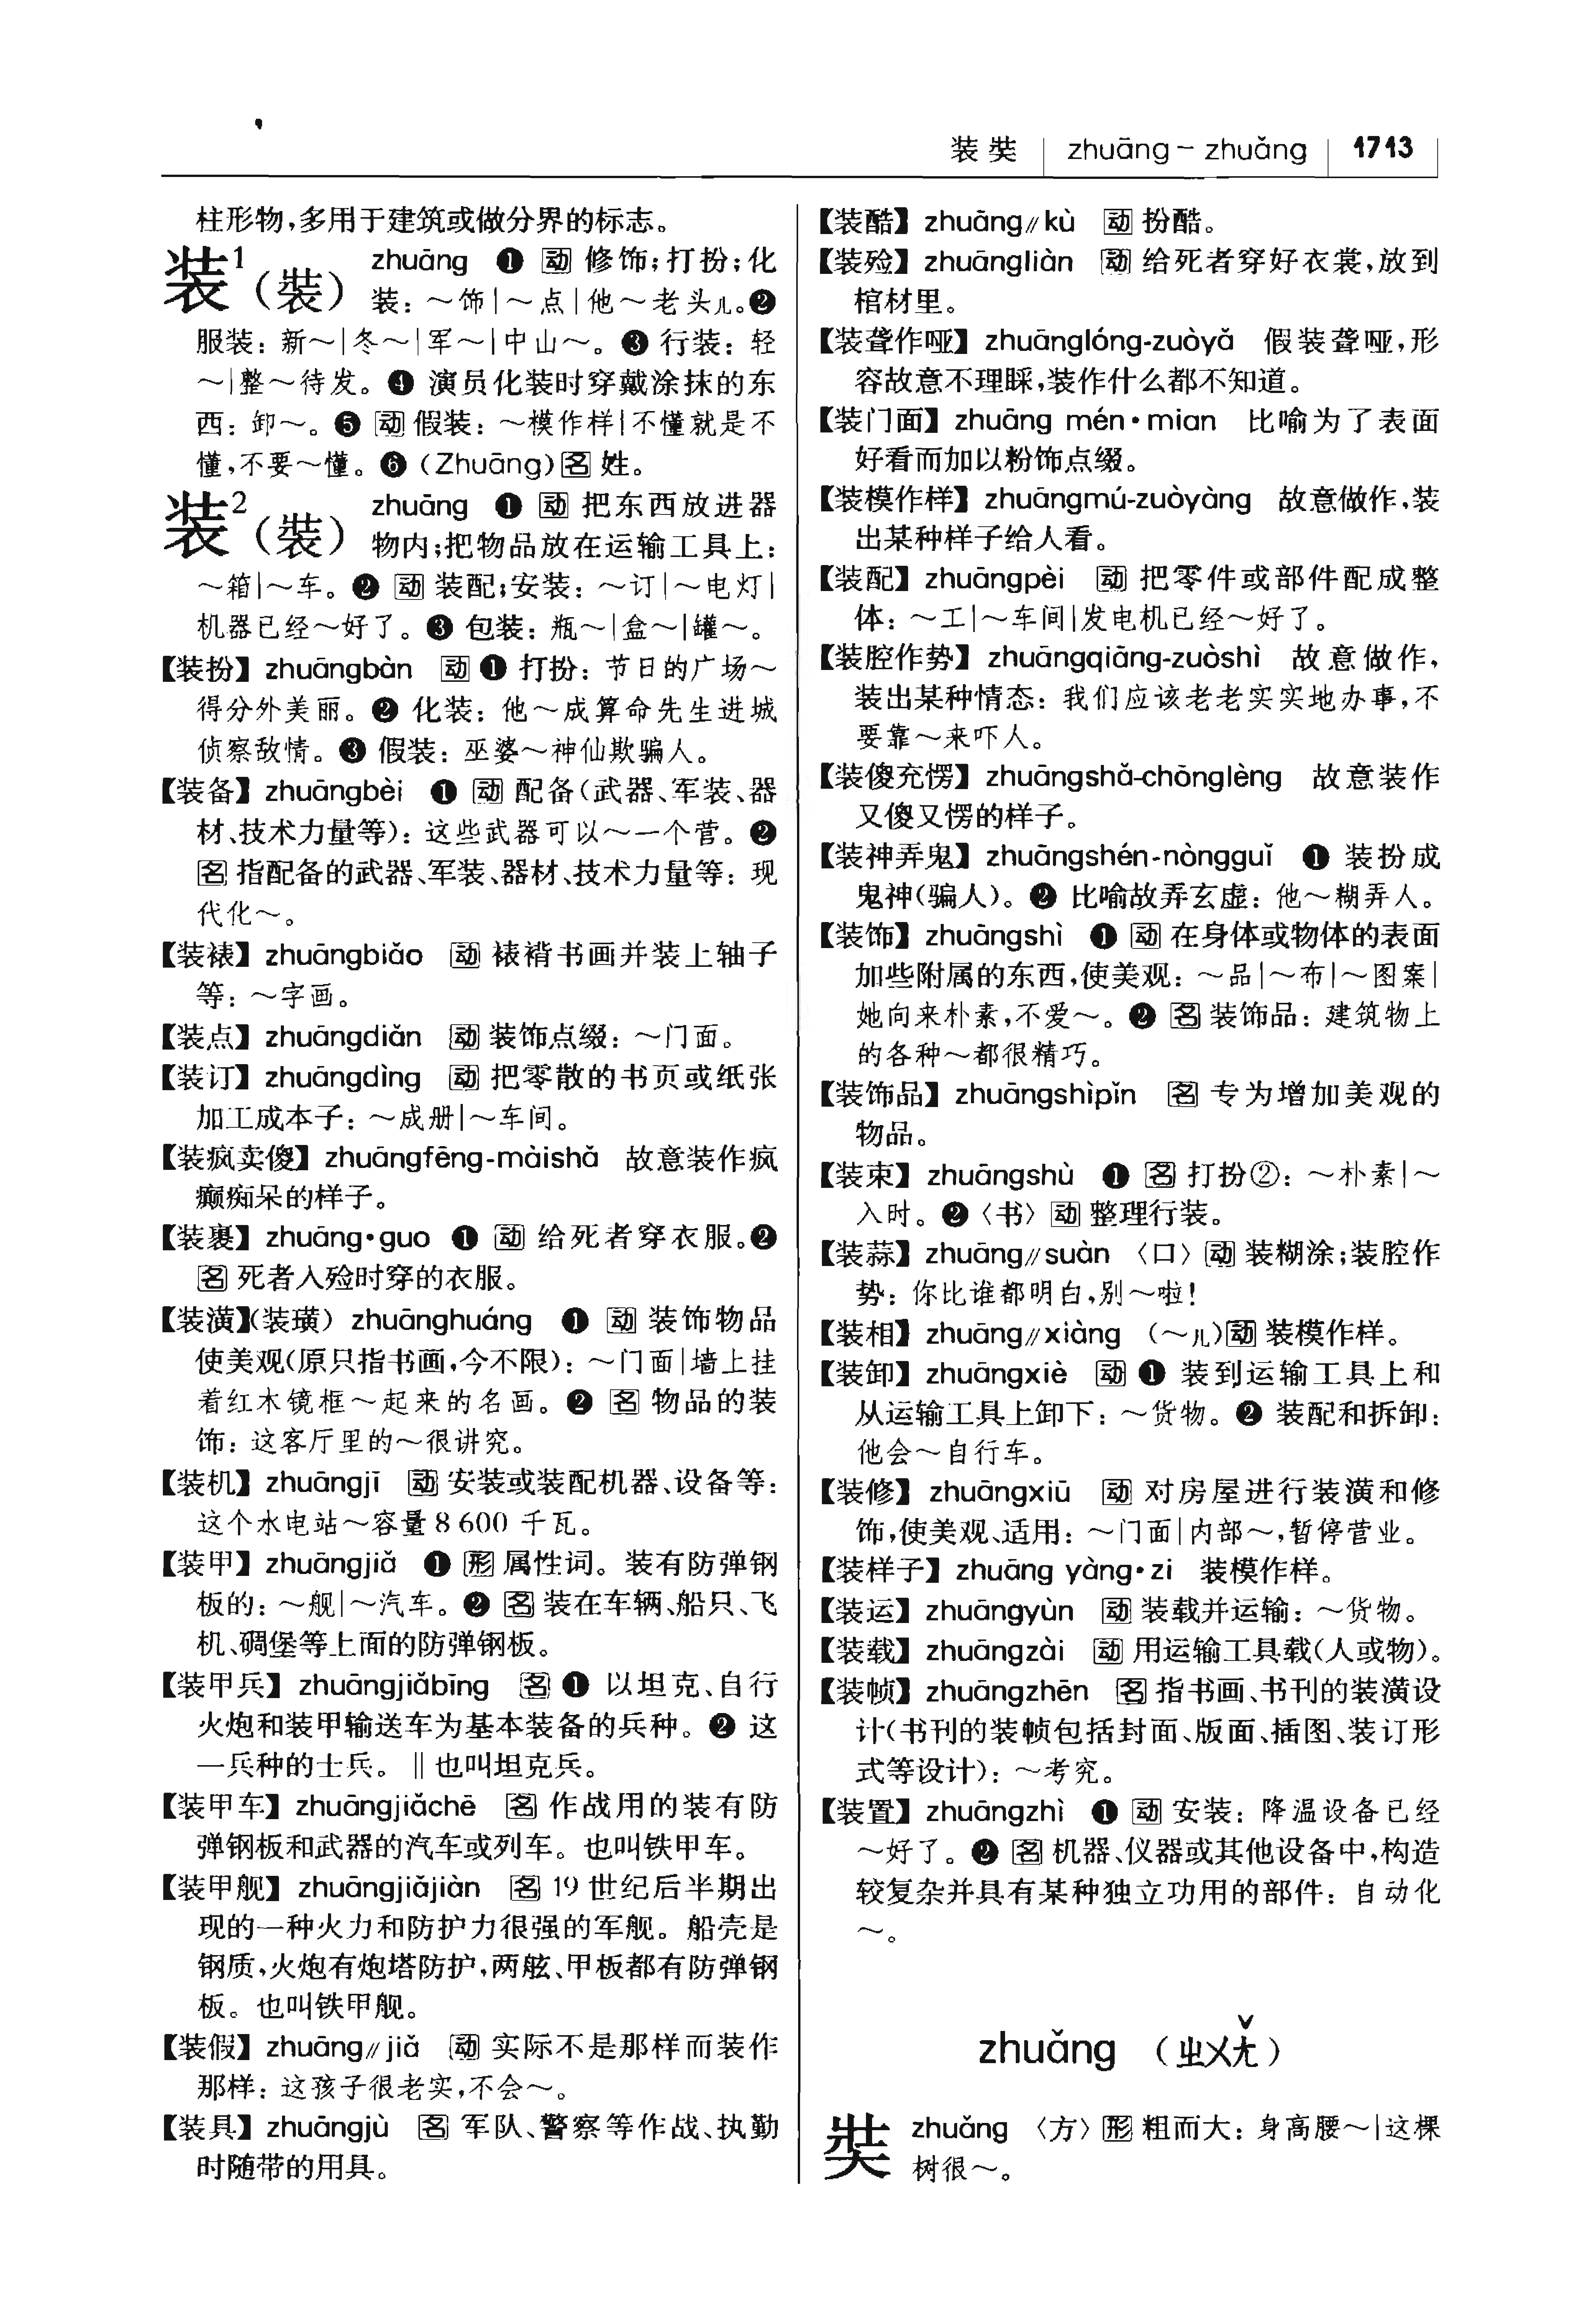 装 奘 zhuāng – zhuǎng 1713
柱形物,多用于建筑或做分界的标志。
装¹(裝) zhuāng ❶ 动 修饰;打扮;化
装：～饰|～点|他～老头儿。❷
服装：新～|冬～|军～|中山～。❸ 行装：轻
～|整～待发。❹ 演员化装时穿戴涂抹的东
西：卸～。❺ 动 假装：～模作样|不懂就是不
懂,不要～懂。❻ (Zhuāng) 名 姓。
装²(裝) zhuāng ❶ 动 把东西放进器
物内;把物品放在运输工具上：
～箱|～车。❷ 动 装配;安装：～订|～电灯|
机器已经～好了。❸ 包装：瓶～|盒～|罐～。
【装扮】zhuāngbàn 动 ❶ 打扮：节日的广场～
得分外美丽。❷ 化装：他～成算命先生进城
侦察敌情。❸ 假装：巫婆～神仙欺骗人。
【装备】zhuāngbèi ❶ 动 配备(武器、军装、器
材、技术力量等)：这些武器可以～一个营。❷
名 指配备的武器、军装、器材、技术力量等：现
代化～。
【装裱】zhuāngbiǎo 动 裱褙书画并装上轴子
等：～字画。
【装点】zhuāngdiǎn 动 装饰点缀：～门面。
【装订】zhuāngdìng 动 把零散的书页或纸张
加工成本子：～成册|～车间。
【装疯卖傻】zhuāngfēng-màishǎ 故意装作疯
癫痴呆的样子。
【装裹】zhuāng·guo ❶ 动 给死者穿衣服。❷
名 死者入殓时穿的衣服。
【装潢】(装璜) zhuānghuáng ❶ 动 装饰物品
使美观(原只指书画,今不限)：～门面|墙上挂
着红木镜框～起来的名画。❷ 名 物品的装
饰：这客厅里的～很讲究。
【装机】zhuāngjī 动 安装或装配机器、设备等：
这个水电站～容量 8 600 千瓦。
【装甲】zhuāngjiǎ ❶ 形 属性词。装有防弹钢
板的：～舰|～汽车。❷ 名 装在车辆、船只、飞
机、碉堡等上面的防弹钢板。
【装甲兵】zhuāngjiǎbīng 名 ❶ 以坦克、自行
火炮和装甲输送车为基本装备的兵种。❷ 这
一兵种的士兵。‖也叫坦克兵。
【装甲车】zhuāngjiǎchē 名 作战用的装有防
弹钢板和武器的汽车或列车。也叫铁甲车。
【装甲舰】zhuāngjiǎjiàn 名 19 世纪后半期出
现的一种火力和防护力很强的军舰。船壳是
钢质,火炮有炮塔防护,两舷、甲板都有防弹钢
板。也叫铁甲舰。
【装假】zhuāng//jiǎ 动 实际不是那样而装作
那样：这孩子很老实,不会～。
【装具】zhuāngjù 名 军队、警察等作战、执勤
时随带的用具。
【装酷】zhuāng//kù 动 扮酷。
【装殓】zhuāngliàn 动 给死者穿好衣裳,放到
棺材里。
【装聋作哑】zhuānglóng-zuòyǎ 假装聋哑,形
容故意不理睬,装作什么都不知道。
【装门面】zhuāng mén·mian 比喻为了表面
好看而加以粉饰点缀。
【装模作样】zhuāngmú-zuòyàng 故意做作,装
出某种样子给人看。
【装配】zhuāngpèi 动 把零件或部件配成整
体：～工|～车间|发电机已经～好了。
【装腔作势】zhuāngqiāng-zuòshì 故意做作,
装出某种情态：我们应该老老实实地办事,不
要靠～来吓人。
【装傻充愣】zhuāngshǎ-chōnglèng 故意装作
又傻又愣的样子。
【装神弄鬼】zhuāngshén-nòngguǐ ❶ 装扮成
鬼神(骗人)。❷ 比喻故弄玄虚：他～糊弄人。
【装饰】zhuāngshì ❶ 动 在身体或物体的表面
加些附属的东西,使美观：～品|～布|～图案|
她向来朴素,不爱～。❷ 名 装饰品：建筑物上
的各种～都很精巧。
【装饰品】zhuāngshìpǐn 名 专为增加美观的
物品。
【装束】zhuāngshù ❶ 名 打扮②：～朴素|～
入时。❷〈书〉动 整理行装。
【装蒜】zhuāng//suàn 〈口〉动 装糊涂;装腔作
势：你比谁都明白,别～啦!
【装相】zhuāng//xiàng (～儿) 动 装模作样。
【装卸】zhuāngxiè 动 ❶ 装到运输工具上和
从运输工具上卸下：～货物。❷ 装配和拆卸：
他会～自行车。
【装修】zhuāngxiū 动 对房屋进行装潢和修
饰,使美观、适用：～门面|内部～,暂停营业。
【装样子】zhuāng yàng·zi 装模作样。
【装运】zhuāngyùn 动 装载并运输：～货物。
【装载】zhuāngzài 动 用运输工具载(人或物)。
【装帧】zhuāngzhēn 名 指书画、书刊的装潢设
计(书刊的装帧包括封面、版面、插图、装订形
式等设计)：～考究。
【装置】zhuāngzhì ❶ 动 安装：降温设备已经
～好了。❷ 名 机器、仪器或其他设备中,构造
较复杂并具有某种独立功用的部件：自动化
～。
zhuǎng (ㄓㄨㄤˇ)
奘 zhuǎng 〈方〉形 粗而大：身高腰～|这棵
树很～。